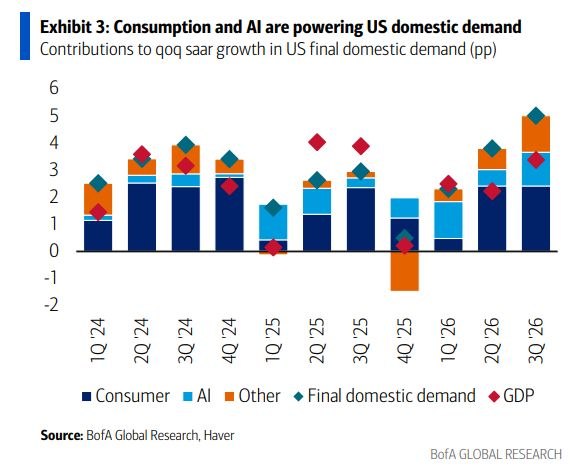 Exhibit 3: Consumption and AI are powering US domestic demand
Contributions to qoq saar growth in US final domestic demand (pp)
6
5
4
3
2
1
0
-1
-2
1Q '24
2Q '24
3Q '24
4Q '24
1Q '25
2Q '25
3Q '25
4Q '25
1Q '26
2Q '26
3Q '26
Consumer AI Other Final domestic demand GDP
Source: BofA Global Research, Haver
BofA GLOBAL RESEARCH